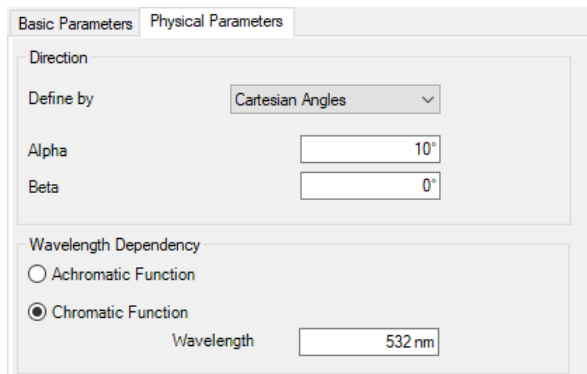 Basic Parameters Physical Parameters
Direction
Define by Cartesian Angles
Alpha 10°
Beta 0°
Wavelength Dependency
Achromatic Function
Chromatic Function
Wavelength 532 nm